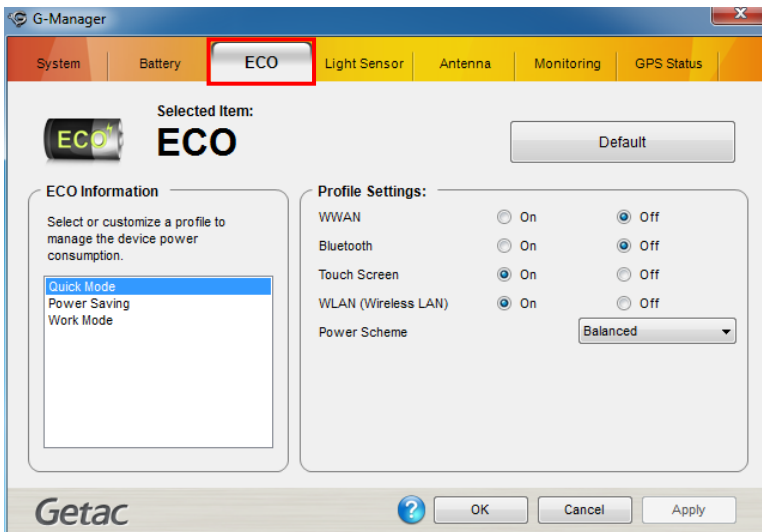 G-Manager
System Battery ECO Light Sensor Antenna Monitoring GPS Status
ECO
Selected Item:
ECO
Default
ECO Information
Select or customize a profile to
manage the device power
consumption.
Quick Mode
Power Saving
Work Mode
Profile Settings:
WWAN On Off
Bluetooth On Off
Touch Screen On Off
WLAN (Wireless LAN) On Off
Power Scheme Balanced
Getac
? OK Cancel Apply